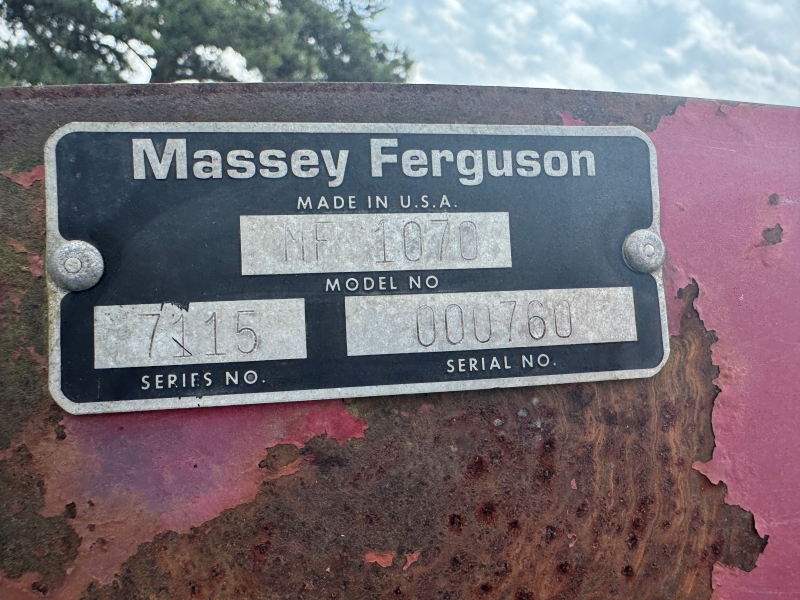 Massey Ferguson
MADE IN U.S.A.
MF 1070
MODEL NO
7115 000760
SERIES NO. SERIAL NO.